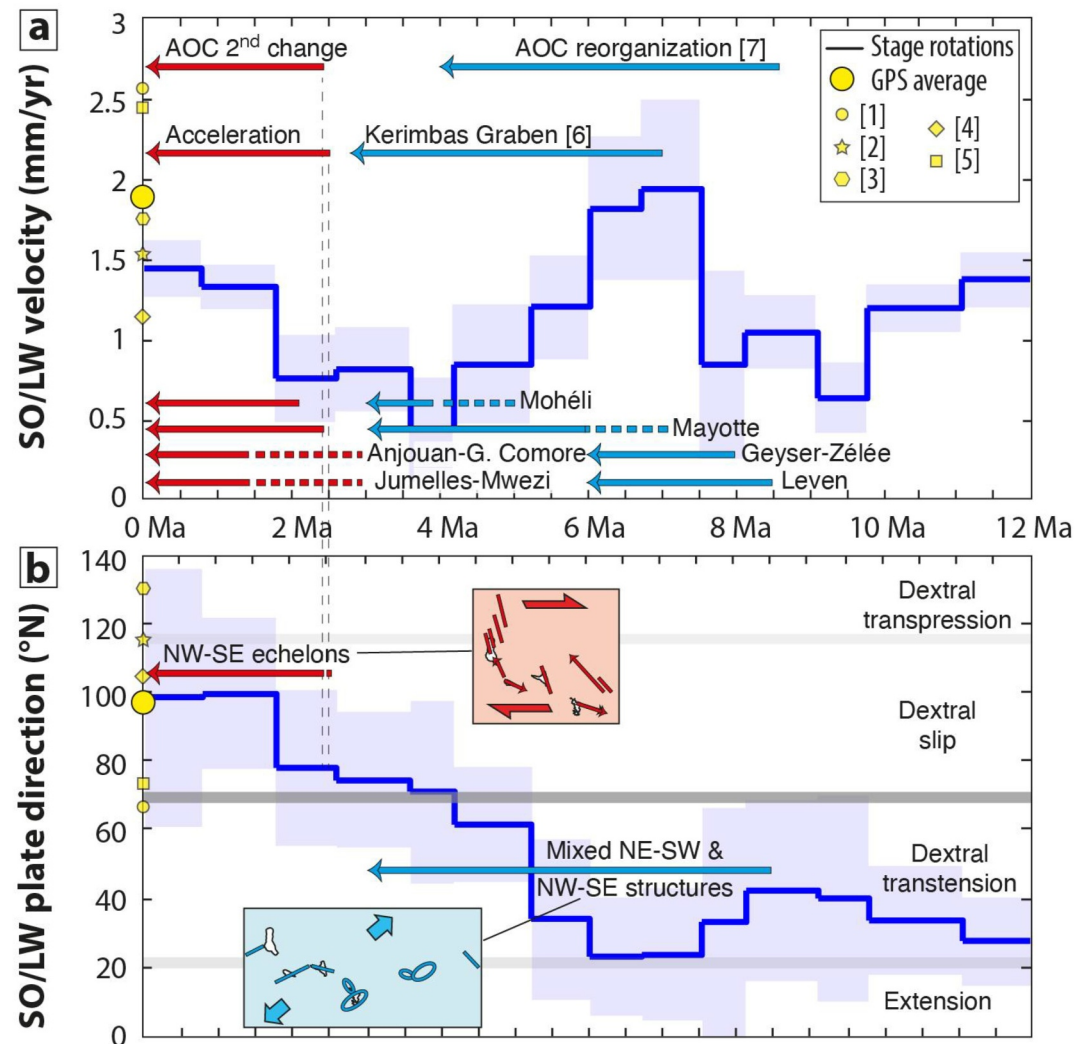 a
SO/LW velocity (mm/yr)
3
2.5
2
1.5
1
0.5
0
AOC 2nd change
AOC reorganization [7]
Acceleration
Kerimbas Graben [6]
Stage rotations
GPS average
[1]
[2]
[3]
[4]
[5]
Mohéli
Mayotte
Anjouan-G. Comore
Geyser-Zélée
Jumelles-Mwezi
Leven
0 Ma
2 Ma
4 Ma
6 Ma
8 Ma
10 Ma
12 Ma
b
SO/LW plate direction (°N)
140
120
100
80
60
40
20
0
NW-SE echelons
Dextral
transpression
Dextral
slip
Mixed NE-SW &
NW-SE structures
Dextral
transtension
Extension